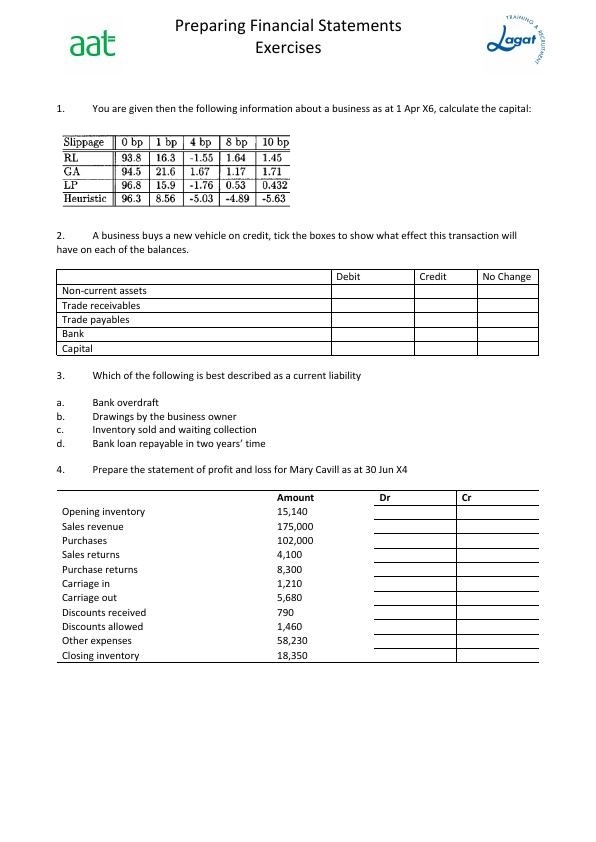 Preparing Financial Statements
Exercises
aat
TRAINING & RECRUITMENT
Lagat
1. You are given then the following information about a business as at 1 Apr X6, calculate the capital:
Slippage 0 bp 1 bp 4 bp 8 bp 10 bp
RL 93.8 16.3 -1.55 1.64 1.45
GA 94.5 21.6 1.67 1.17 1.71
LP 96.8 15.9 -1.76 0.53 0.432
Heuristic 96.3 8.56 -5.03 -4.89 -5.63
2. A business buys a new vehicle on credit, tick the boxes to show what effect this transaction will
have on each of the balances.
Debit Credit No Change
Non-current assets
Trade receivables
Trade payables
Bank
Capital
3. Which of the following is best described as a current liability
a. Bank overdraft
b. Drawings by the business owner
c. Inventory sold and waiting collection
d. Bank loan repayable in two years’ time
4. Prepare the statement of profit and loss for Mary Cavill as at 30 Jun X4
Amount Dr Cr
Opening inventory 15,140
Sales revenue 175,000
Purchases 102,000
Sales returns 4,100
Purchase returns 8,300
Carriage in 1,210
Carriage out 5,680
Discounts received 790
Discounts allowed 1,460
Other expenses 58,230
Closing inventory 18,350